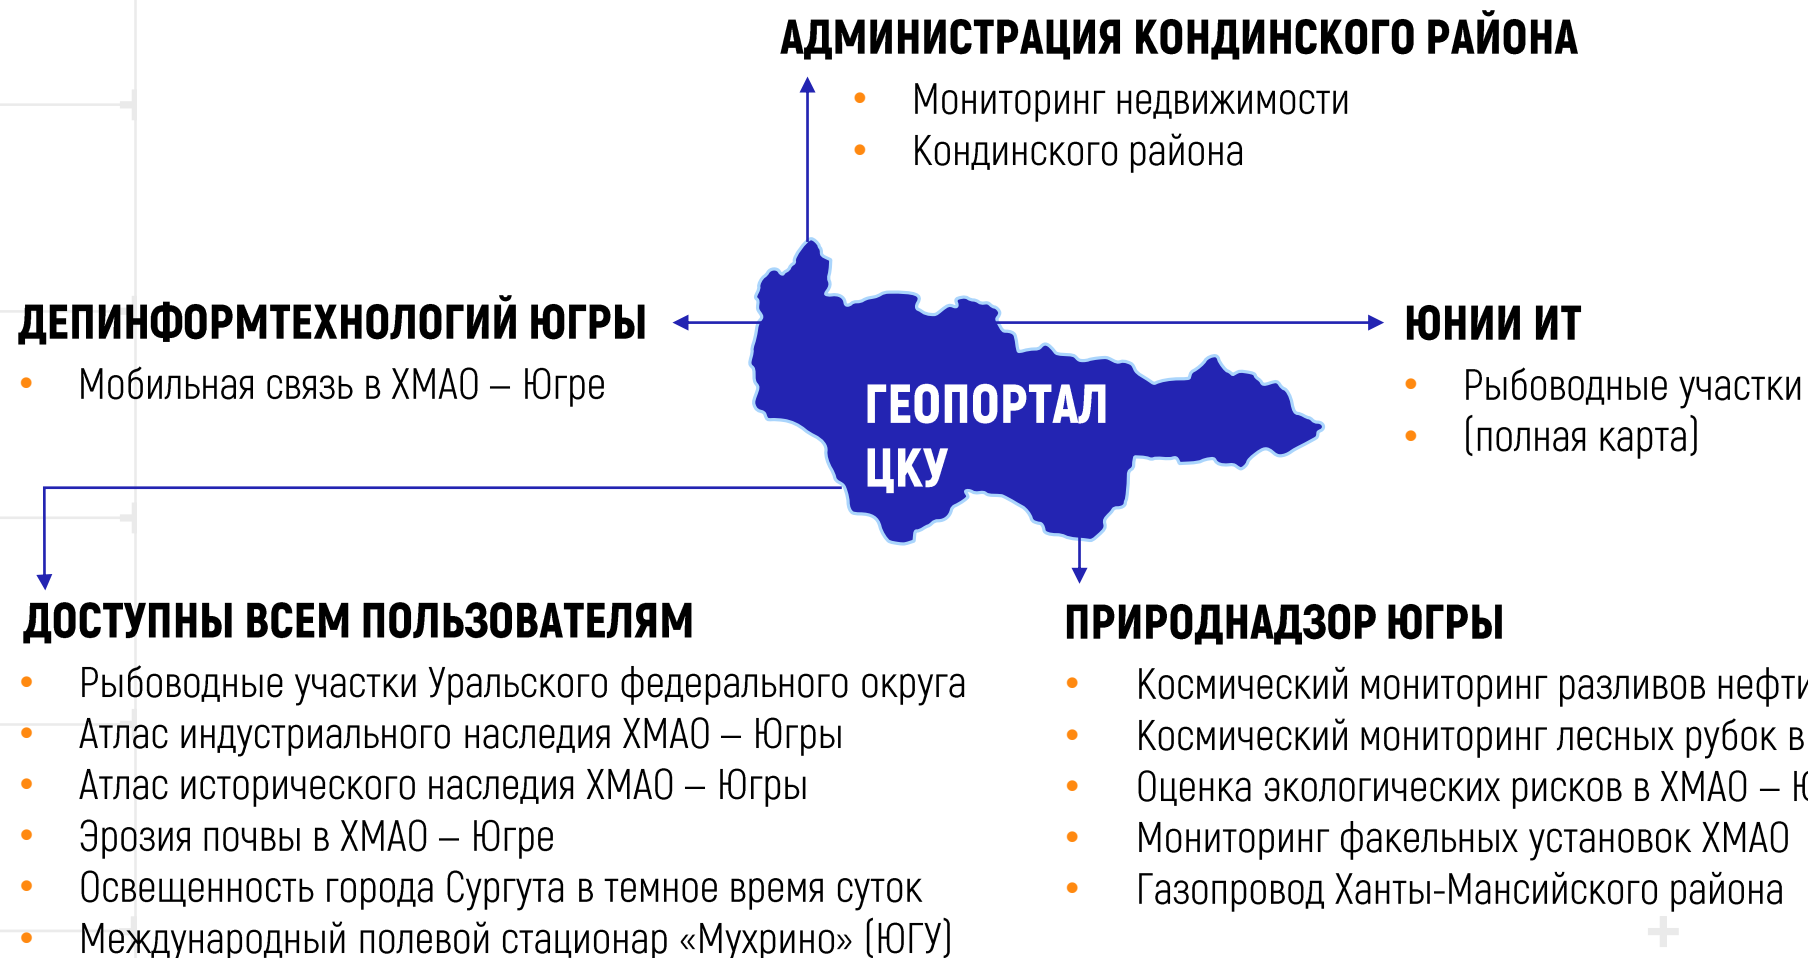 АДМИНИСТРАЦИЯ КОНДИНСКОГО РАЙОНА
Мониторинг недвижимости
Кондинского района
ДЕПИНФОРМТЕХНОЛОГИЙ ЮГРЫ
Мобильная связь в ХМАО – Югре
ГЕОПОРТАЛ
ЦКУ
ЮНИИ ИТ
Рыбоводные участки
(полная карта)
ДОСТУПНЫ ВСЕМ ПОЛЬЗОВАТЕЛЯМ
Рыбоводные участки Уральского федерального округа
Атлас индустриального наследия ХМАО – Югры
Атлас исторического наследия ХМАО – Югры
Эрозия почвы в ХМАО – Югре
Освещенность города Сургута в темное время суток
Международный полевой стационар «Мухрино» (ЮГУ)
ПРИРОДНАДЗОР ЮГРЫ
Космический мониторинг разливов нефти
Космический мониторинг лесных рубок в
Оценка экологических рисков в ХМАО –
Мониторинг факельных установок ХМАО
Газопровод Ханты-Мансийского района